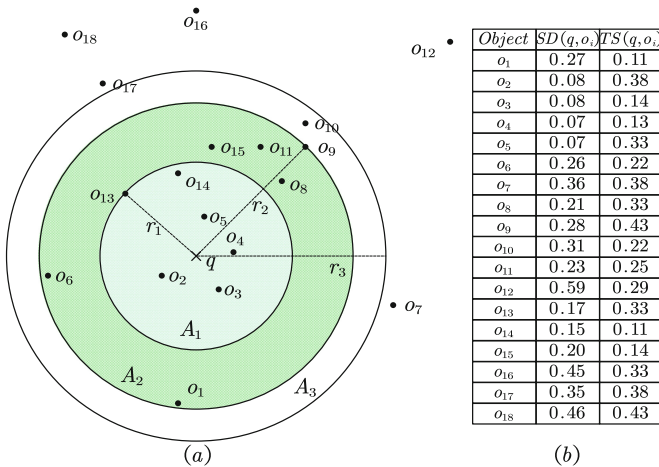 o₁₆
o₁₈
o₁₂
o₁₇
o₁₀
o₁₅ o₁₁ o₉
o₁₄ o₈
o₁₃
r₂
r₁ o₅
o₄
q r₃
o₆ o₂ o₃
o₇
A₁
A₂ o₁ A₃
(a)
Object SD(q,oᵢ) TS(q,oᵢ)
o₁ 0.27 0.11
o₂ 0.08 0.38
o₃ 0.08 0.14
o₄ 0.07 0.13
o₅ 0.07 0.33
o₆ 0.26 0.22
o₇ 0.36 0.38
o₈ 0.21 0.33
o₉ 0.28 0.43
o₁₀ 0.31 0.22
o₁₁ 0.23 0.25
o₁₂ 0.59 0.29
o₁₃ 0.17 0.33
o₁₄ 0.15 0.11
o₁₅ 0.20 0.14
o₁₆ 0.45 0.33
o₁₇ 0.35 0.38
o₁₈ 0.46 0.43
(b)